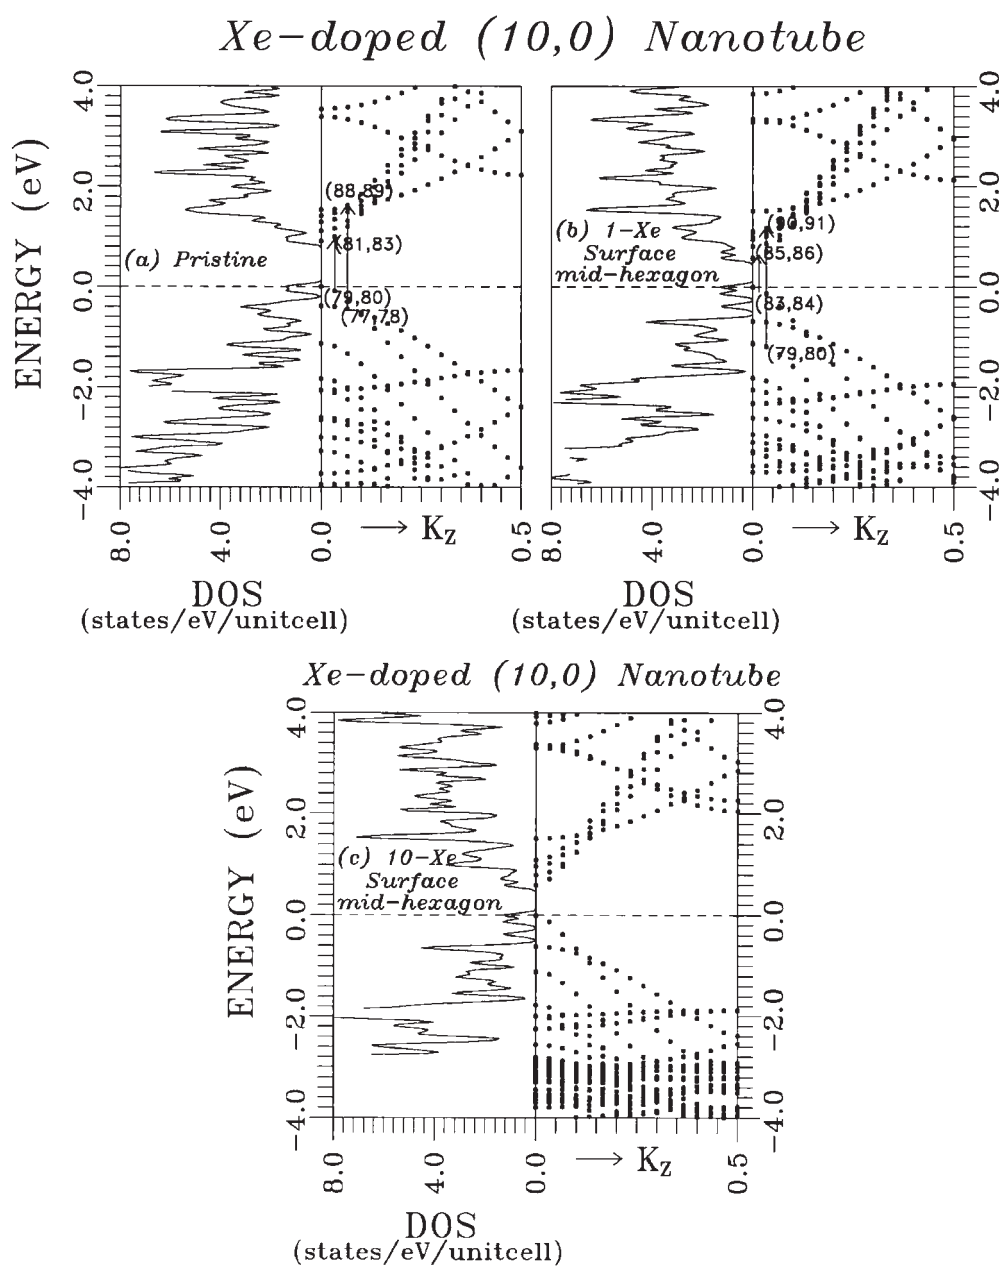 Xe-doped (10,0) Nanotube
ENERGY (eV)
4.0
2.0
0.0
-2.0
-4.0
(88,89)
(81,83)
(a) Pristine
(79,80)
(77,78)
8.0
4.0
0.0
0.5
→ Kz
DOS
(states/eV/unitcell)
(90,91)
(b) 1-Xe
Surface
mid-hexagon
(85,86)
(83,84)
(79,80)
4.0
2.0
0.0
-2.0
-4.0
8.0
4.0
0.0
0.5
→ Kz
DOS
(states/eV/unitcell)
Xe-doped (10,0) Nanotube
ENERGY (eV)
4.0
2.0
0.0
-2.0
-4.0
(c) 10-Xe
Surface
mid-hexagon
4.0
2.0
0.0
-2.0
-4.0
8.0
4.0
0.0
0.5
→ Kz
DOS
(states/eV/unitcell)